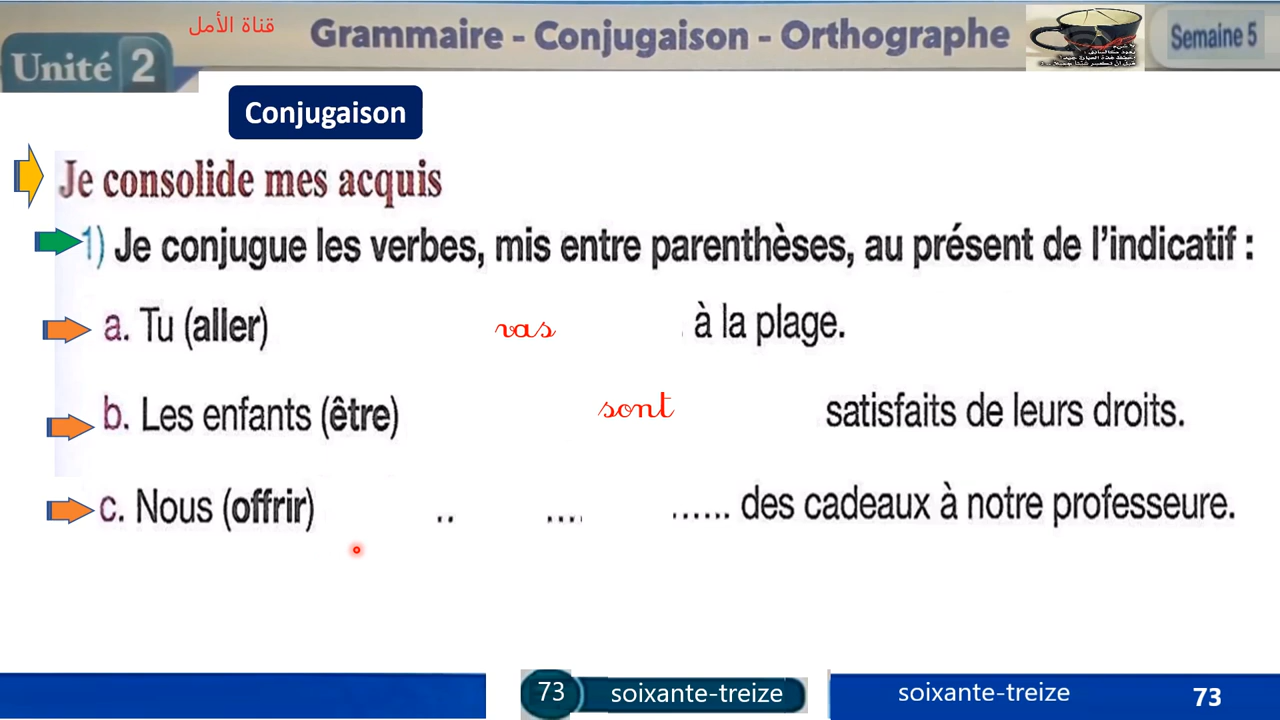 قناة الأمل
Grammaire - Conjugaison - Orthographe
Semaine 5
Unité 2
Conjugaison
Je consolide mes acquis
1) Je conjugue les verbes, mis entre parenthèses, au présent de l'indicatif :
a. Tu (aller) vas à la plage.
b. Les enfants (être) sont satisfaits de leurs droits.
c. Nous (offrir) .. .... ...... des cadeaux à notre professeure.
73 soixante-treize
soixante-treize 73